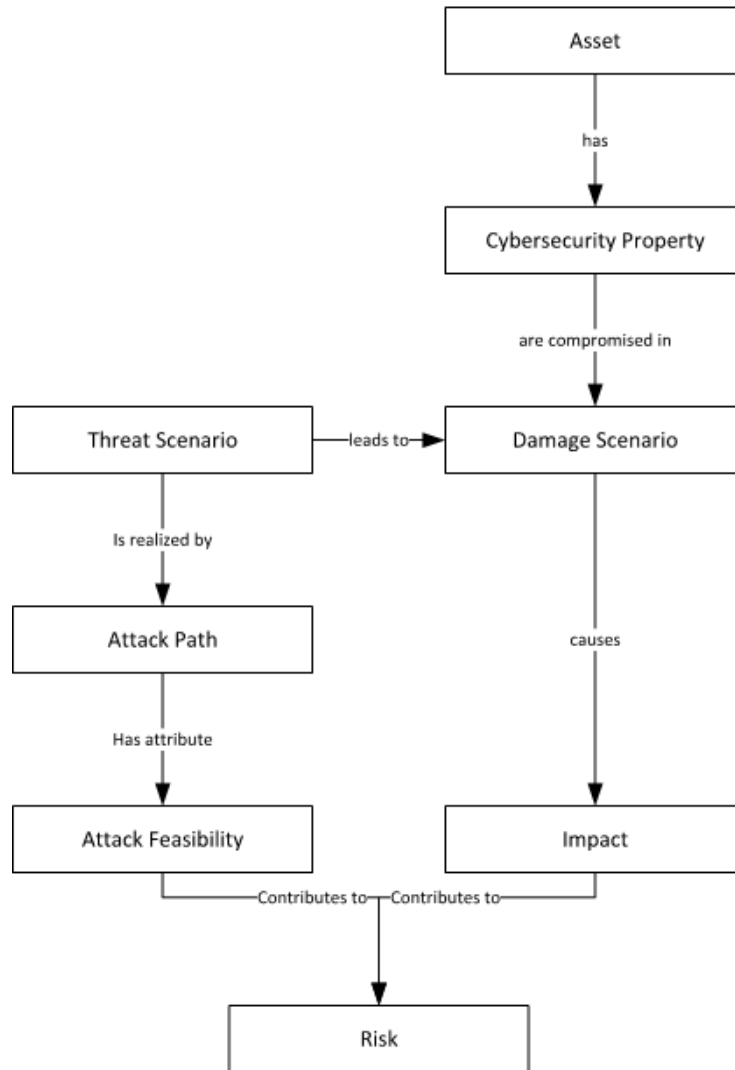 Asset
has
Cybersecurity Property
are compromised in
Threat Scenario
leads to
Damage Scenario
Is realized by
Attack Path
causes
Has attribute
Attack Feasibility
Impact
Contributes to
Contributes to
Risk